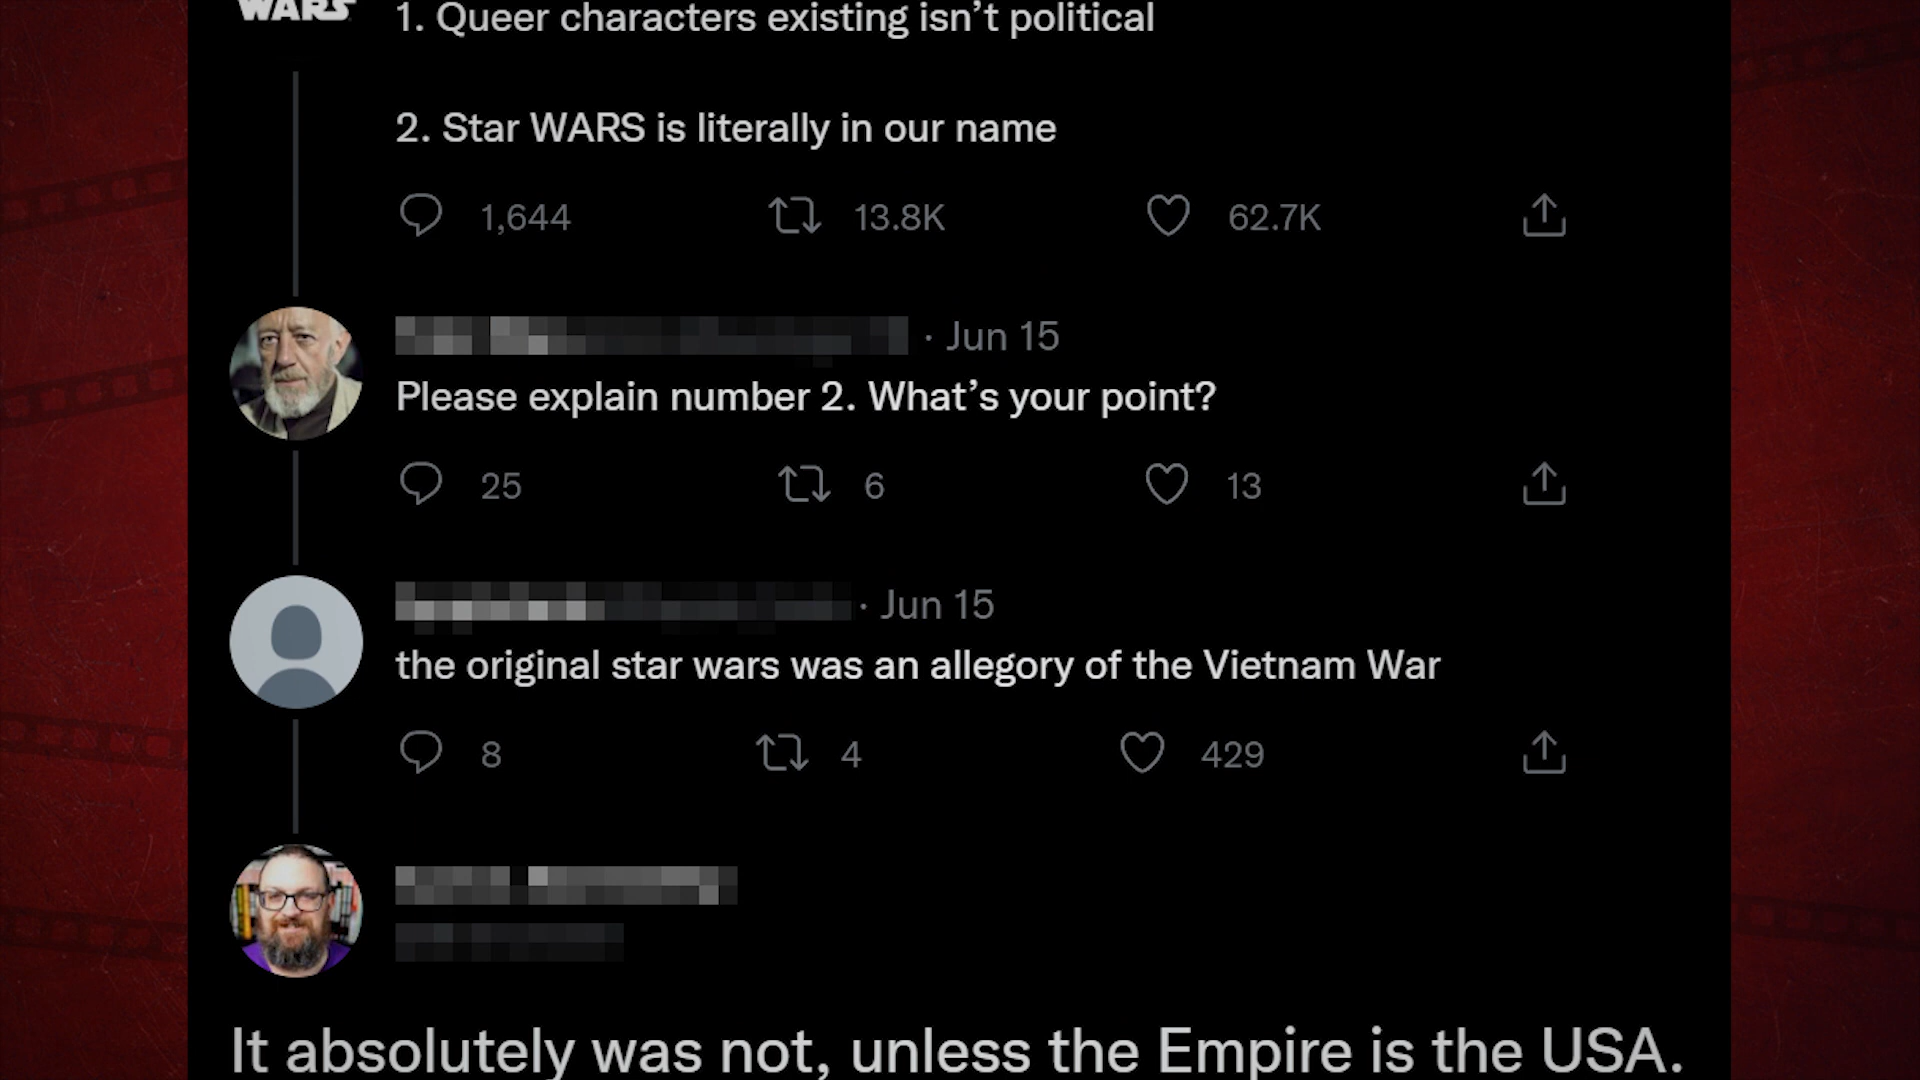 WARS
1. Queer characters existing isn’t political
2. Star WARS is literally in our name
1,644 13.8K 62.7K
· Jun 15
Please explain number 2. What’s your point?
25 6 13
· Jun 15
the original star wars was an allegory of the Vietnam War
8 4 429
It absolutely was not, unless the Empire is the USA.